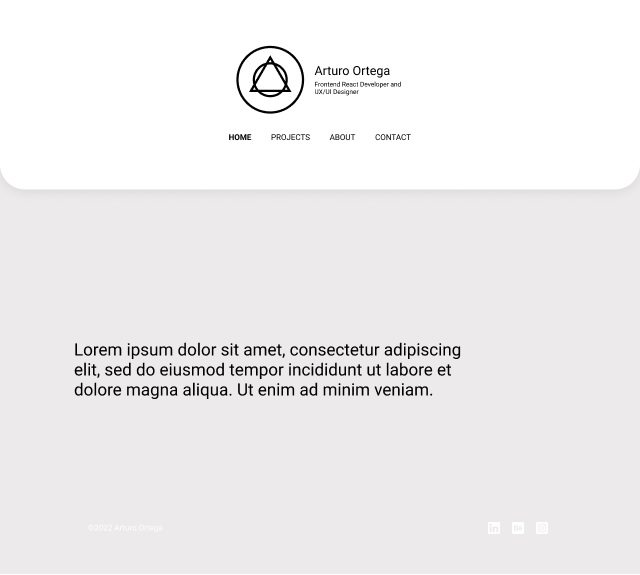 Arturo Ortega
Frontend React Developer and
UX/UI Designer
HOME PROJECTS ABOUT CONTACT
Lorem ipsum dolor sit amet, consectetur adipiscing
elit, sed do eiusmod tempor incididunt ut labore et
dolore magna aliqua. Ut enim ad minim veniam.
©2022 Arturo Ortega
in